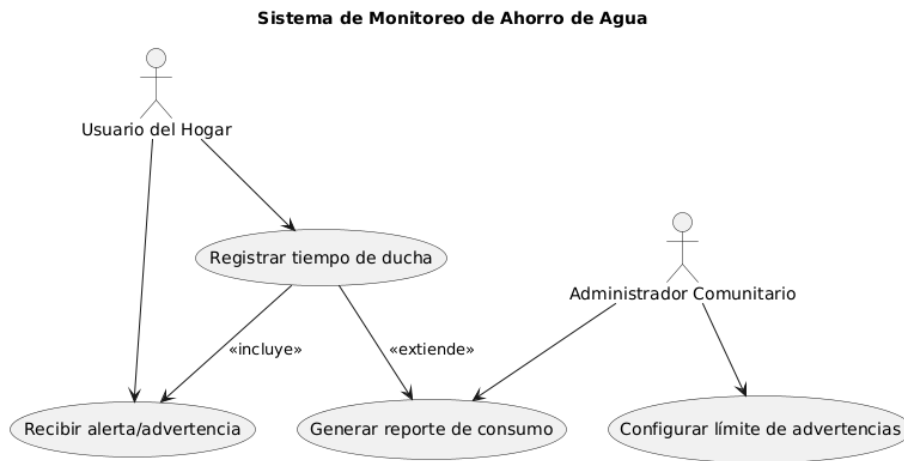 Sistema de Monitoreo de Ahorro de Agua
Usuario del Hogar
Registrar tiempo de ducha
Administrador Comunitario
«incluye»
«extiende»
Recibir alerta/advertencia
Generar reporte de consumo
Configurar límite de advertencias